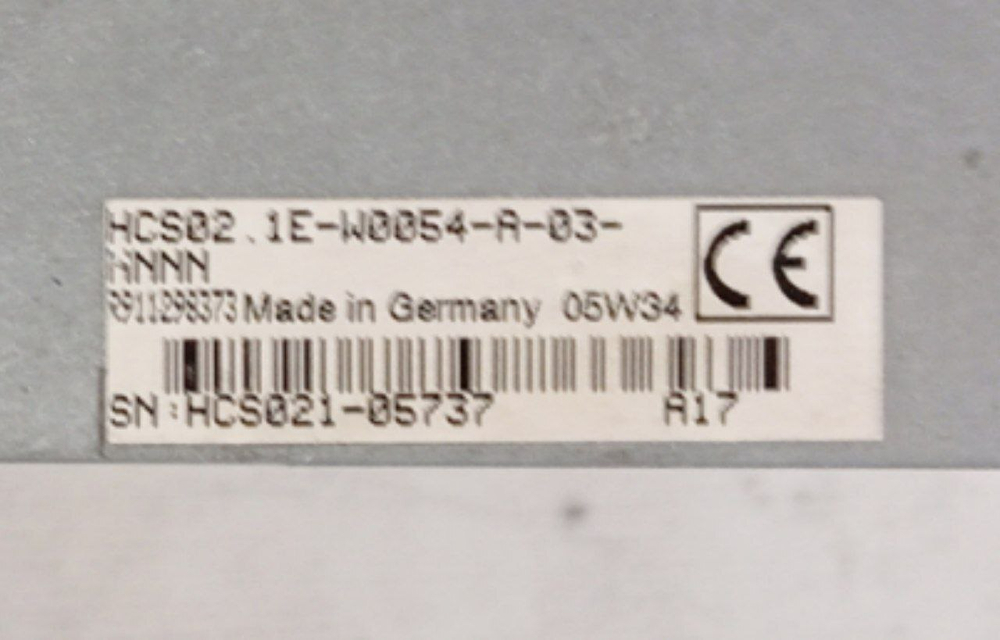 HCS02.1E-W0054-A-03-
NNNN
R911298373 Made in Germany 05W34
CE
SN:HCS021-05737 A17